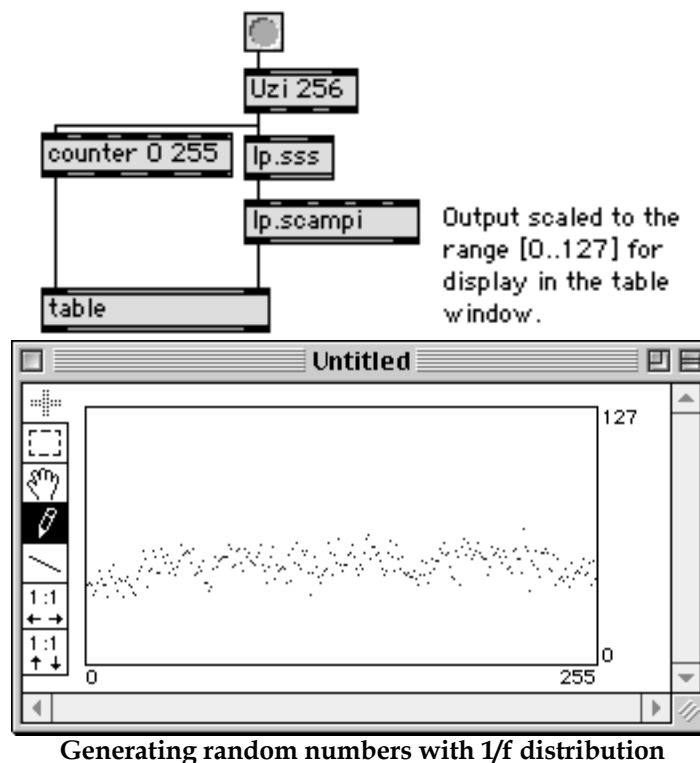 Uzi 256
counter 0 255
lp.sss
lp.scampi
Output scaled to the
range [0..127] for
display in the table
window.
table
Untitled
127
1:1
1:1
0
0
255
Generating random numbers with 1/f distribution